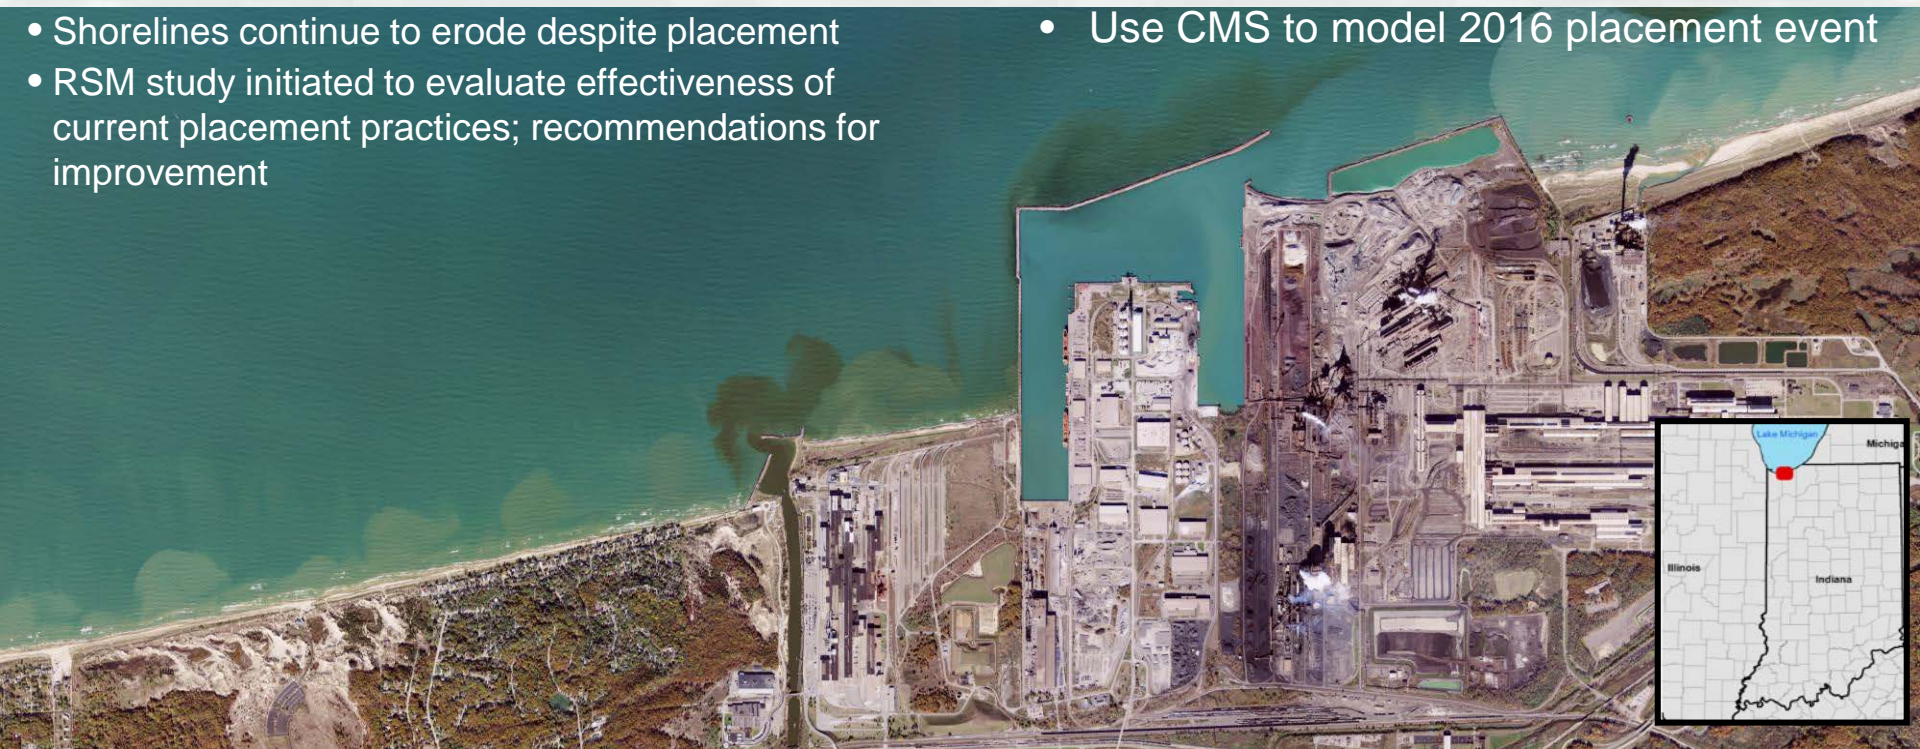 • Shorelines continue to erode despite placement
• RSM study initiated to evaluate effectiveness of
current placement practices; recommendations for
improvement
• Use CMS to model 2016 placement event
Lake Michigan
Michiga
Illinois
Indiana